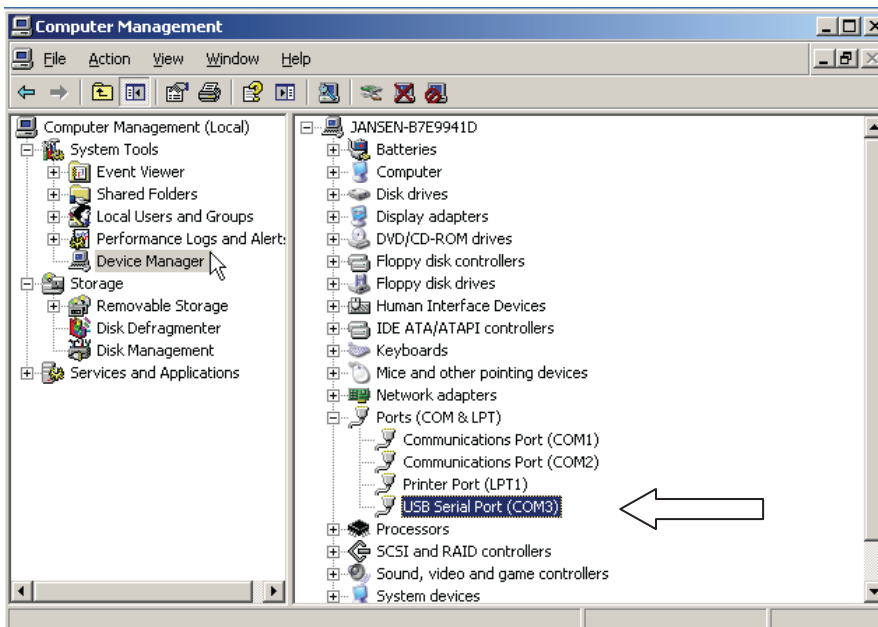 Computer Management
File Action View Window Help
Computer Management (Local)
System Tools
Event Viewer
Shared Folders
Local Users and Groups
Performance Logs and Alert:
Device Manager
Storage
Removable Storage
Disk Defragmenter
Disk Management
Services and Applications
JANSEN-B7E9941D
Batteries
Computer
Disk drives
Display adapters
DVD/CD-ROM drives
Floppy disk controllers
Floppy disk drives
Human Interface Devices
IDE ATA/ATAPI controllers
Keyboards
Mice and other pointing devices
Network adapters
Ports (COM & LPT)
Communications Port (COM1)
Communications Port (COM2)
Printer Port (LPT1)
USB Serial Port (COM3)
Processors
SCSI and RAID controllers
Sound, video and game controllers
System devices